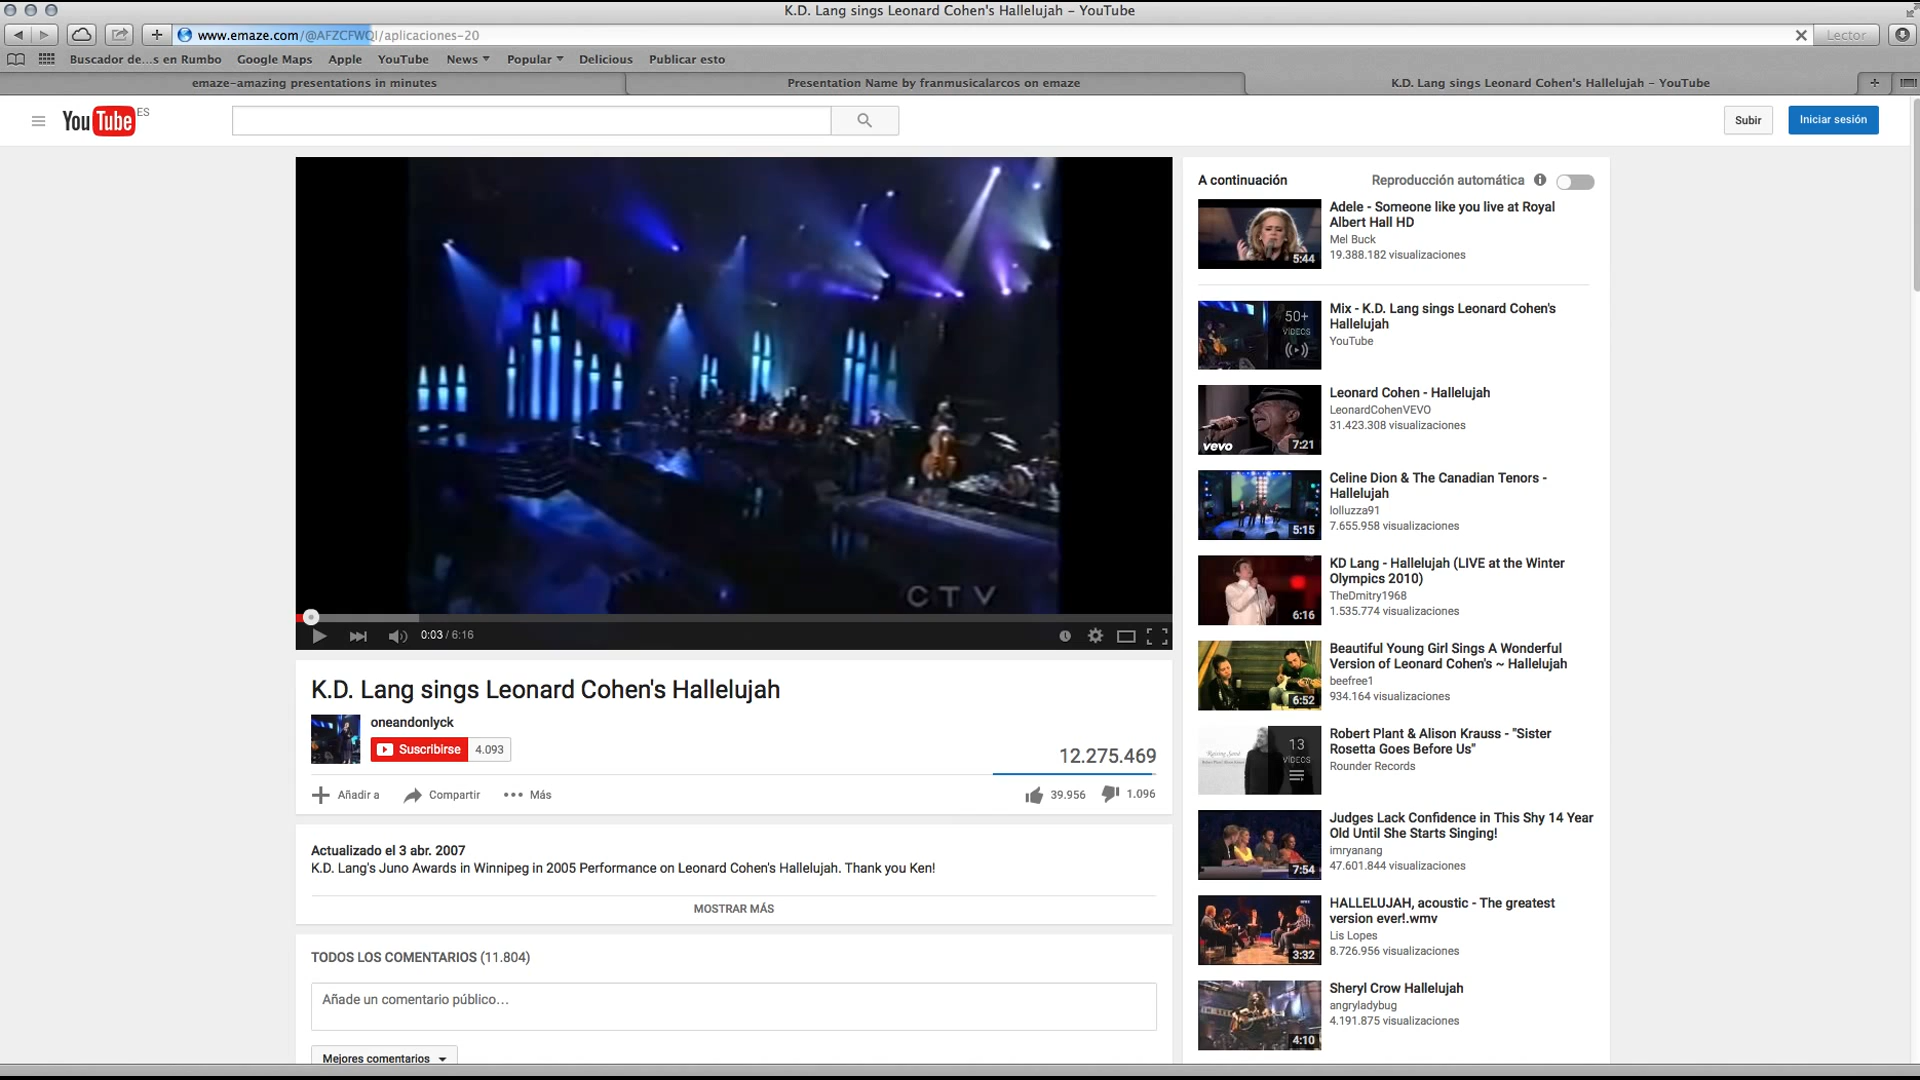 K.D. Lang sings Leonard Cohen's Hallelujah – YouTube
www.emaze.com/@AFZCFWQI/aplicaciones-20
Lector
Buscador de...s en Rumbo Google Maps Apple YouTube News Popular Delicious Publicar esto
emaze-amazing presentations in minutes
Presentation Name by franmusicalarcos on emaze
K.D. Lang sings Leonard Cohen's Hallelujah – YouTube
YouTube ES
Subir
Iniciar sesión
CTV
0:03 / 6:16
K.D. Lang sings Leonard Cohen's Hallelujah
oneandonlyck
Suscribirse 4.093
12.275.469
Añadir a Compartir Más
39.956 1.096
Actualizado el 3 abr. 2007
K.D. Lang's Juno Awards in Winnipeg in 2005 Performance on Leonard Cohen's Hallelujah. Thank you Ken!
MOSTRAR MÁS
TODOS LOS COMENTARIOS (11.804)
Añade un comentario público...
Mejores comentarios
A continuación
Reproducción automática
5:44
Adele - Someone like you live at Royal
Albert Hall HD
Mel Buck
19.388.182 visualizaciones
50+
VIDEOS
Mix - K.D. Lang sings Leonard Cohen's
Hallelujah
YouTube
vevo
7:21
Leonard Cohen - Hallelujah
LeonardCohenVEVO
31.423.308 visualizaciones
5:15
Celine Dion & The Canadian Tenors -
Hallelujah
lolluzza91
7.655.958 visualizaciones
6:16
KD Lang - Hallelujah (LIVE at the Winter
Olympics 2010)
TheDmitry1968
1.535.774 visualizaciones
6:52
Beautiful Young Girl Sings A Wonderful
Version of Leonard Cohen's ~ Hallelujah
beefree1
934.164 visualizaciones
13
VIDEOS
Robert Plant & Alison Krauss - "Sister
Rosetta Goes Before Us"
Rounder Records
7:54
Judges Lack Confidence in This Shy 14 Year
Old Until She Starts Singing!
imryanang
47.601.844 visualizaciones
3:32
HALLELUJAH, acoustic - The greatest
version ever!.wmv
Lis Lopes
8.726.956 visualizaciones
4:10
Sheryl Crow Hallelujah
angryladybug
4.191.875 visualizaciones